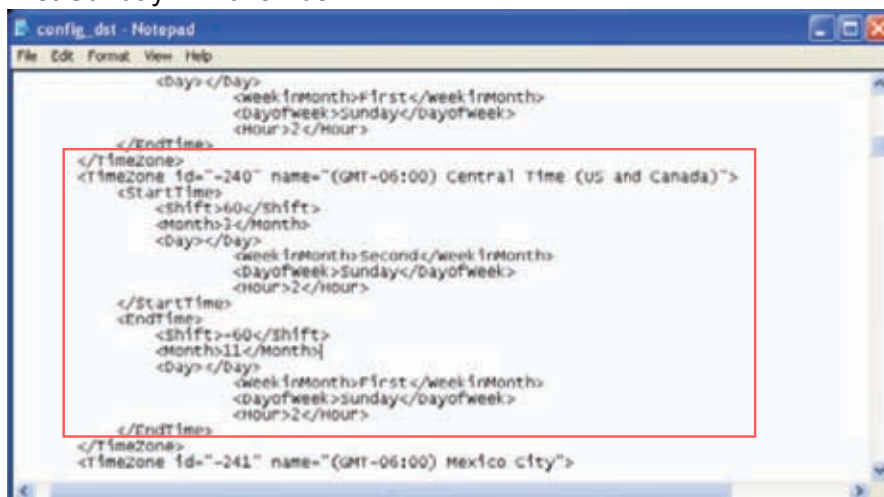 config_dst - Notepad
File Edit Format View Help
<Day></Day>
<WeekInMonth>First</WeekInMonth>
<DayofWeek>Sunday</DayofWeek>
<Hour>2</Hour>
</EndTime>
</TimeZone>
<TimeZone id="-240" name="(GMT-06:00) Central Time (US and Canada)">
<StartTime>
<Shift>60</Shift>
<Month>3</Month>
<Day></Day>
<WeekInMonth>Second</WeekInMonth>
<DayofWeek>Sunday</DayofWeek>
<Hour>2</Hour>
</StartTime>
<EndTime>
<Shift>-60</Shift>
<Month>11</Month>
<Day></Day>
<WeekInMonth>First</WeekInMonth>
<DayofWeek>Sunday</DayofWeek>
<Hour>2</Hour>
</EndTime>
</TimeZone>
<TimeZone id="-241" name="(GMT-06:00) Mexico City">